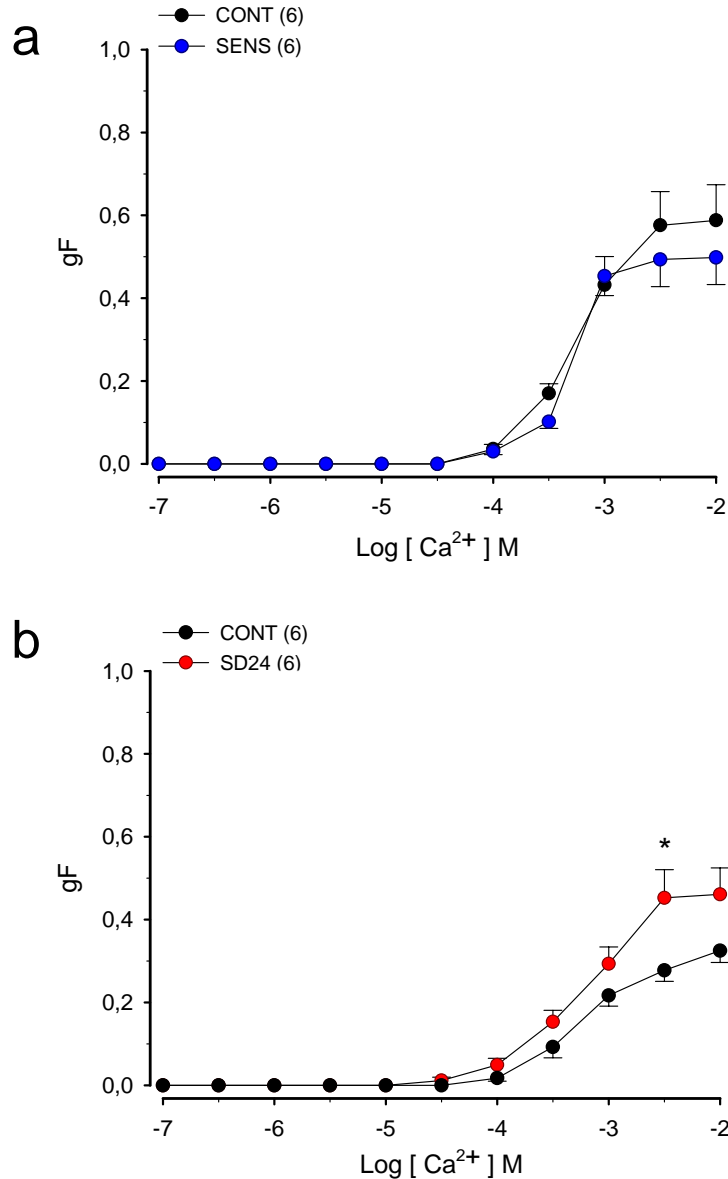 a
CONT (6)
SENS (6)
1,0
0,8
0,6
0,4
0,2
0,0
gF
-7 -6 -5 -4 -3 -2
Log [ Ca²⁺ ] M
b
CONT (6)
SD24 (6)
1,0
0,8
0,6
0,4
0,2
0,0
gF
*
-7 -6 -5 -4 -3 -2
Log [ Ca²⁺ ] M